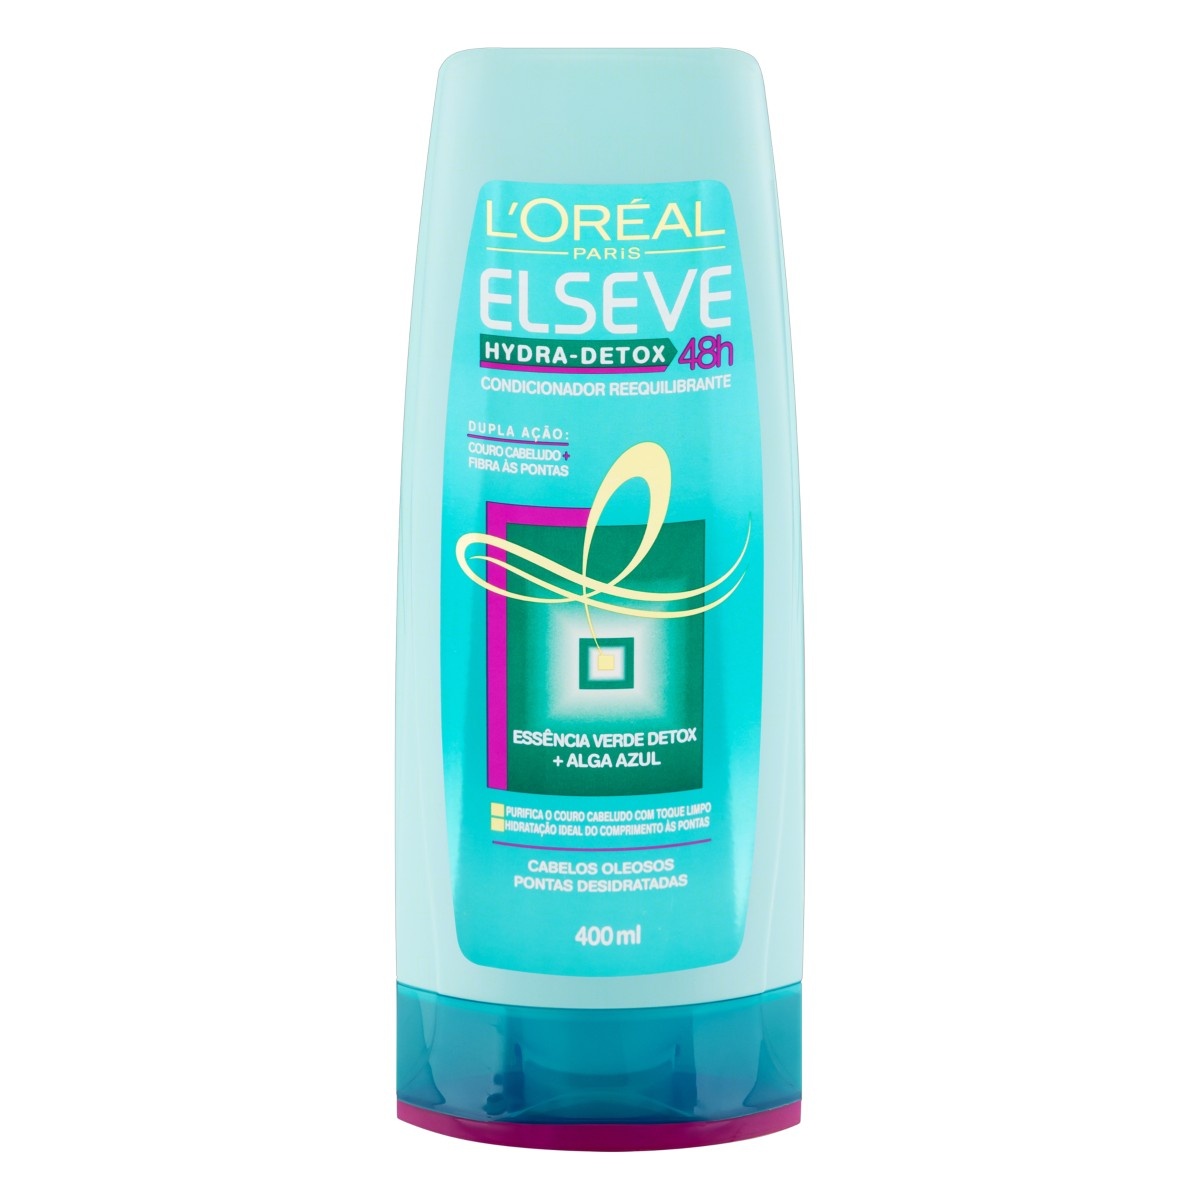 L'ORÉAL
PARIS
ELSEVE
HYDRA-DETOX 48h
CONDICIONADOR REEQUILIBRANTE
DUPLA AÇÃO:
COURO CABELUDO +
FIBRA ÀS PONTAS
ESSÊNCIA VERDE DETOX
+ ALGA AZUL
PURIFICA O COURO CABELUDO COM TOQUE LIMPO
HIDRATAÇÃO IDEAL DO COMPRIMENTO ÀS PONTAS
CABELOS OLEOSOS
PONTAS DESIDRATADAS
400 ml